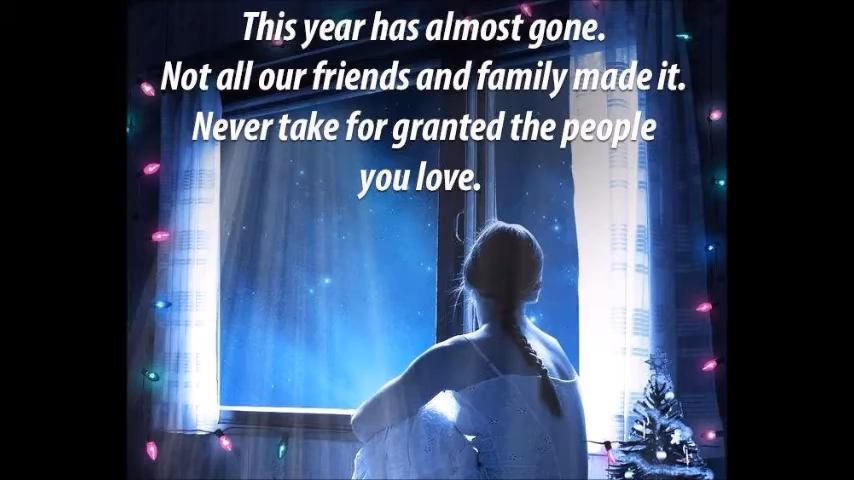 This year has almost gone.
Not all our friends and family made it.
Never take for granted the people
you love.